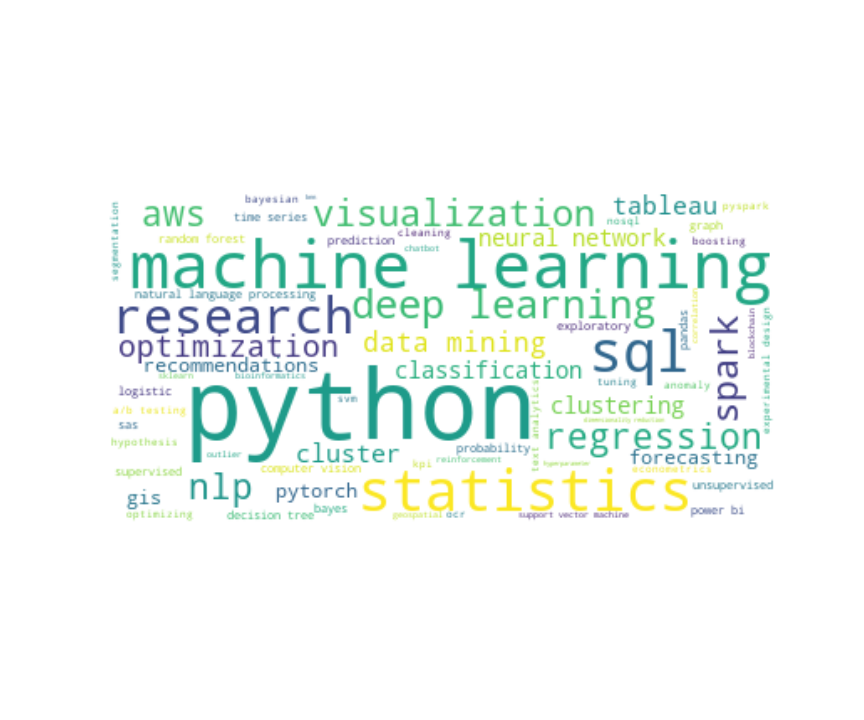 bayesian
aws
time series
visualization
tableau
pyspark
nosql
graph
segmentation
random forest
prediction
cleaning
chatbot
neural network
boosting
machine learning
natural language processing
deep learning
research
exploratory
pandas
correlation
blockchain
experimental design
optimization
data mining
sql
spark
recommendations
sklearn
bioinformatics
classification
tuning
anomaly
logistic
python
svm
a/b testing
sas
clustering
dimensionality reduction
text analytics
hypothesis
regression
outlier
cluster
probability
forecasting
supervised
computer vision
kpi
reinforcement
hyperparameter
econometrics
gis
nlp
pytorch
statistics
unsupervised
optimizing
decision tree
bayes
geospatial
ocr
support vector machine
power bi